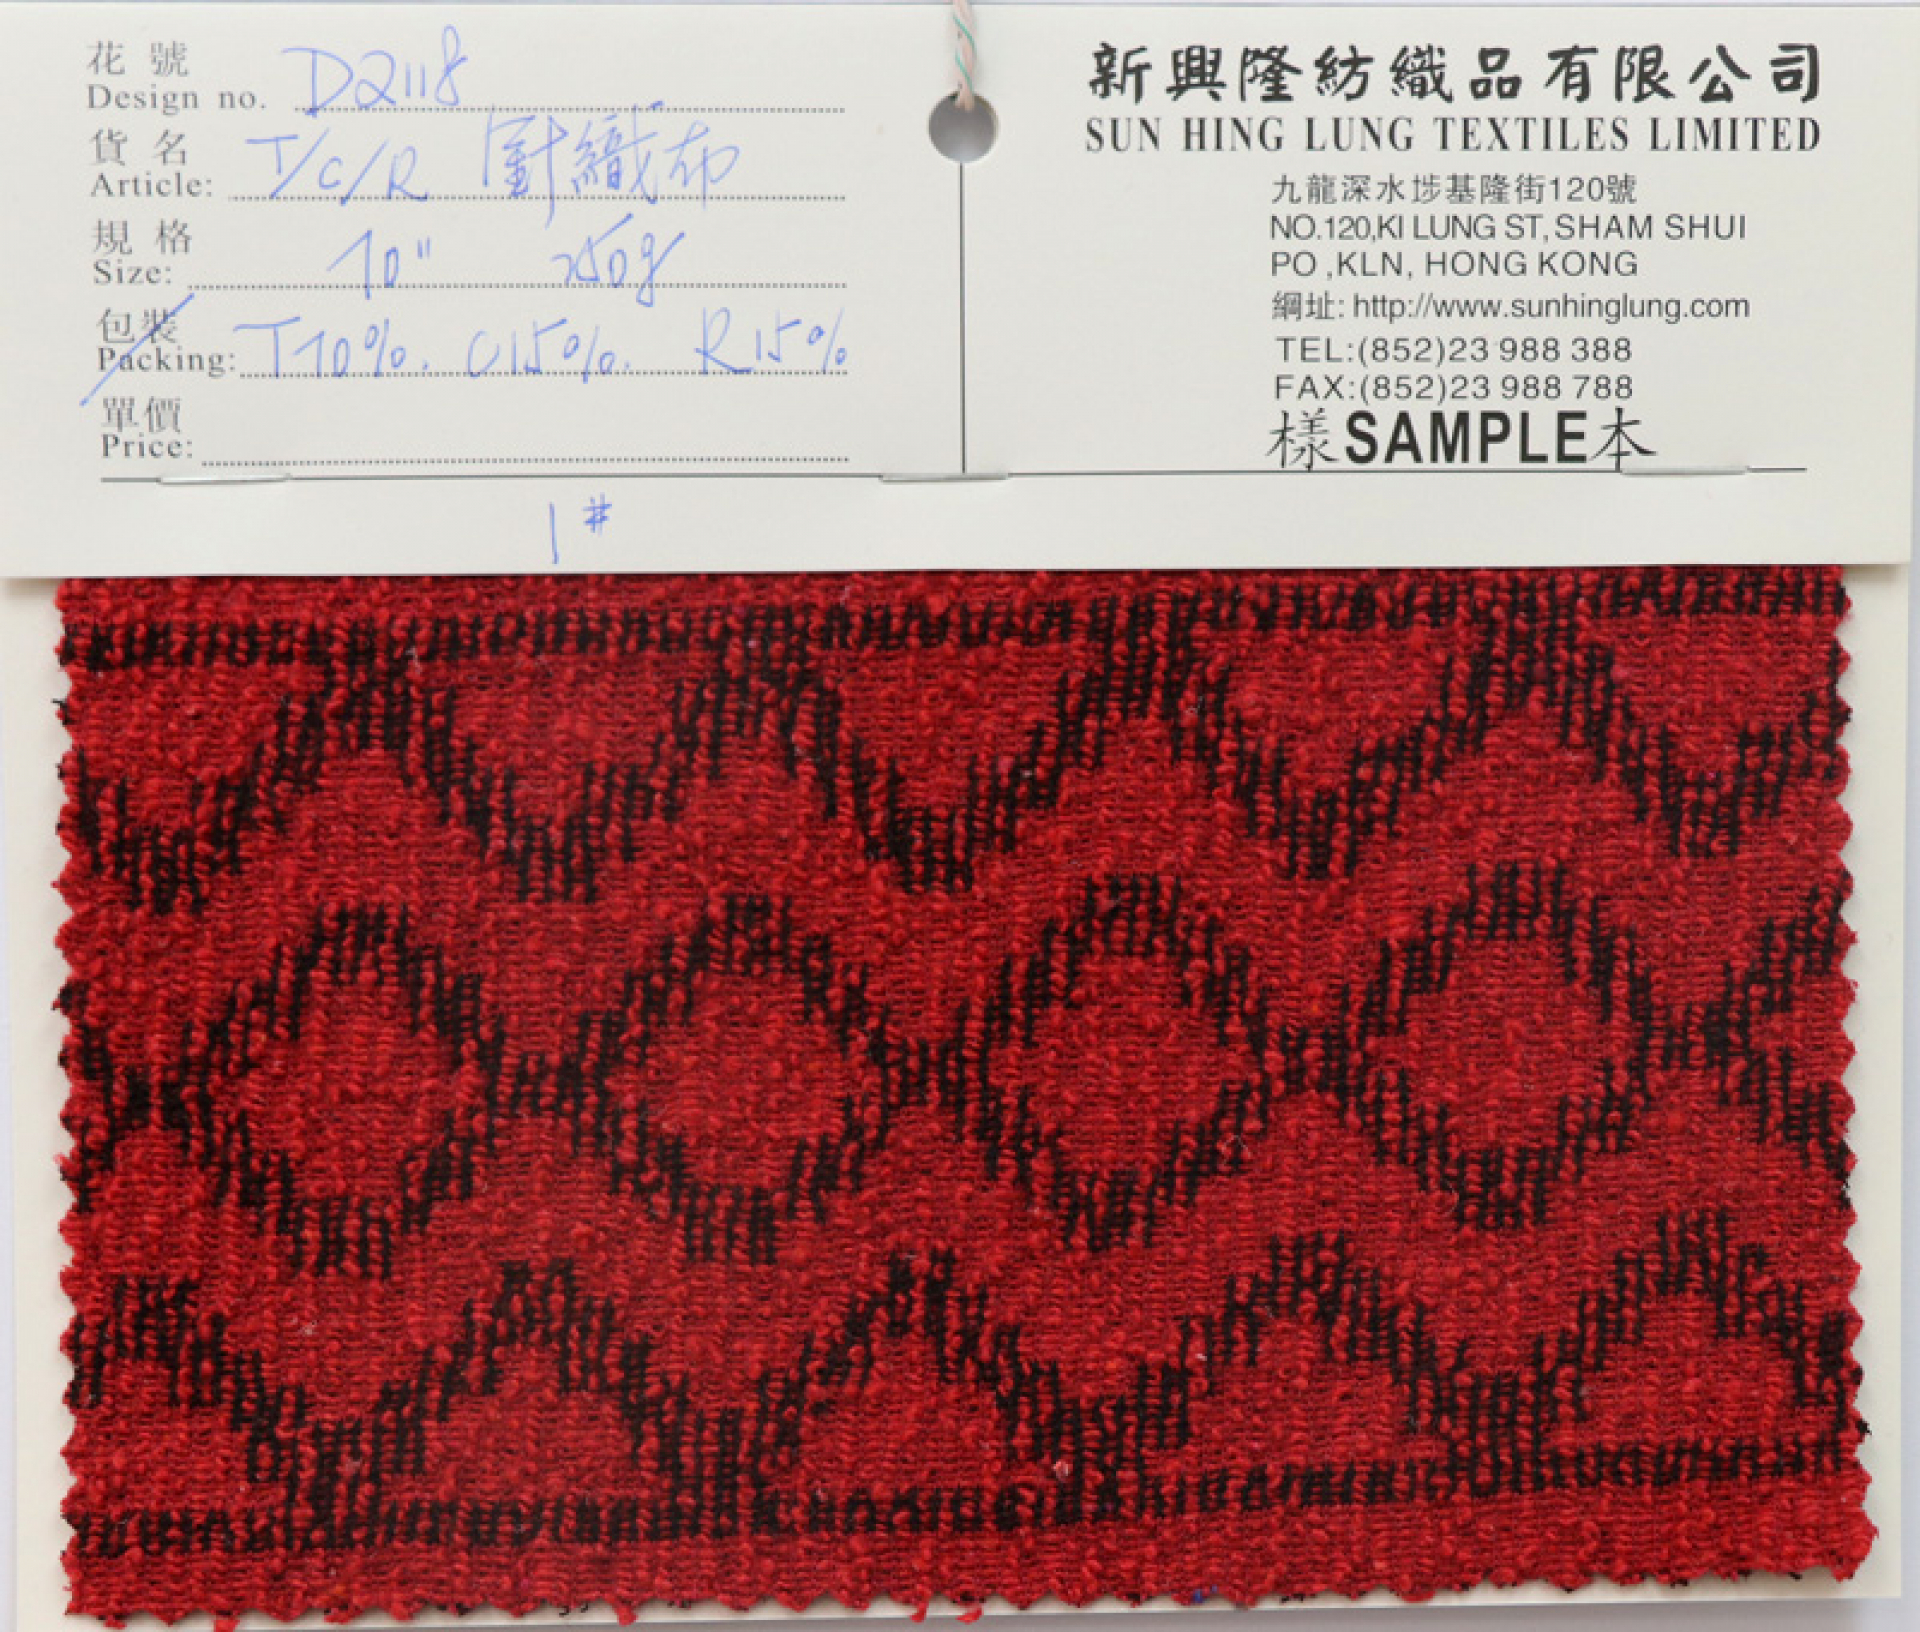 花號
Design no. D2118
貨名
Article: T/C/R 針織布
規格
Size: 70" 250g
包裝
Packing: T70%. C15%. R15%
單價
Price:
1#
新興隆紡織品有限公司
SUN HING LUNG TEXTILES LIMITED
九龍深水埗基隆街120號
NO.120,KI LUNG ST, SHAM SHUI
PO ,KLN, HONG KONG
網址: http://www.sunhinglung.com
TEL:(852)23 988 388
FAX:(852)23 988 788
樣SAMPLE本